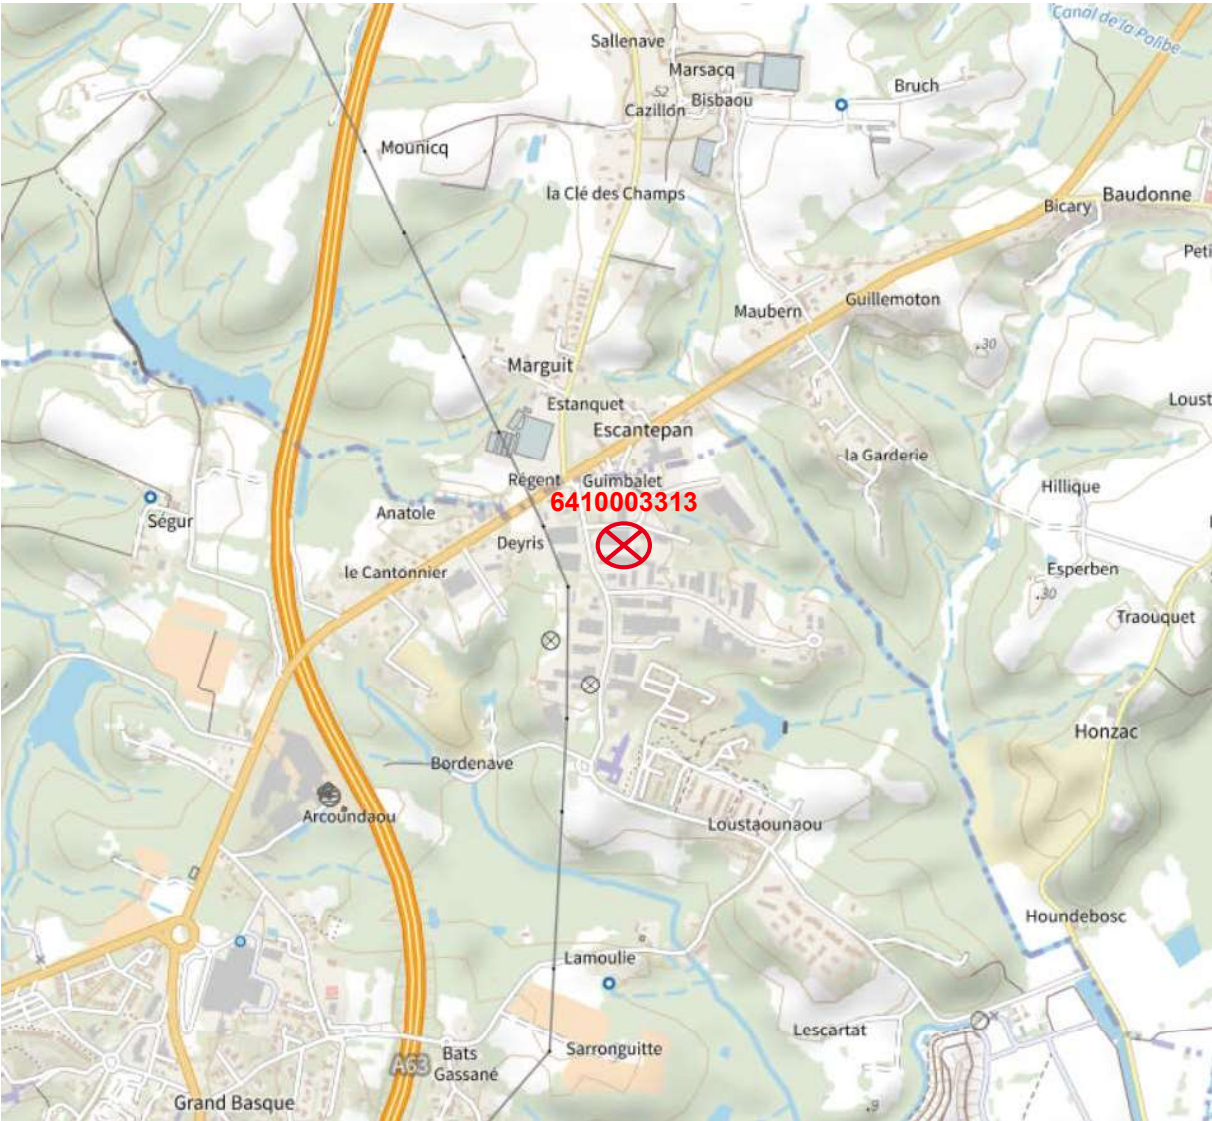 Canal de la Palibe
Sallenave
Marsacq
Bruch
52
Bisbaou
Cazillon
Mounicq
la Clé des Champs
Baudonne
Bicary
Peti
Guillemoton
Maubern
30
Marguit
Estanquet
Loust
Escantepan
la Garderie
Régent
Guimbalet
Hillique
6410003313
Anatole
Ségur
Deyris
le Cantonnier
Esperben
30
Traouquet
Honzac
Bordenave
Arcoundaou
Loustaounaou
Houndebosc
Lamoulie
Lescartat
Sarronguitte
Bats
Gassané
A63
Grand Basque
9